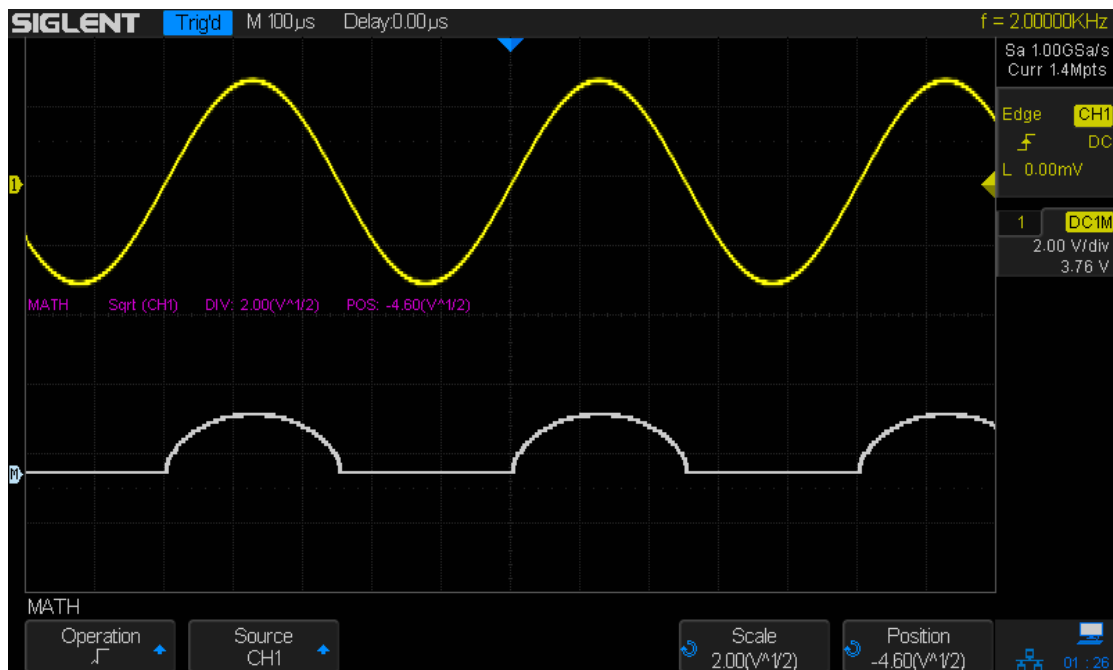 SIGLENT Trig'd M 100µs Delay:0.00µs f = 2.00000KHz
Sa 1.00GSa/s
Curr 1.4Mpts
Edge CH1
DC
L 0.00mV
1 DC1M
2.00 V/div
3.76 V
1
MATH Sqrt (CH1) DIV: 2.00(V^1/2) POS: -4.60(V^1/2)
M
MATH
Operation Source Scale Position
√ CH1 2.00(V^1/2) -4.60(V^1/2)
01 : 26